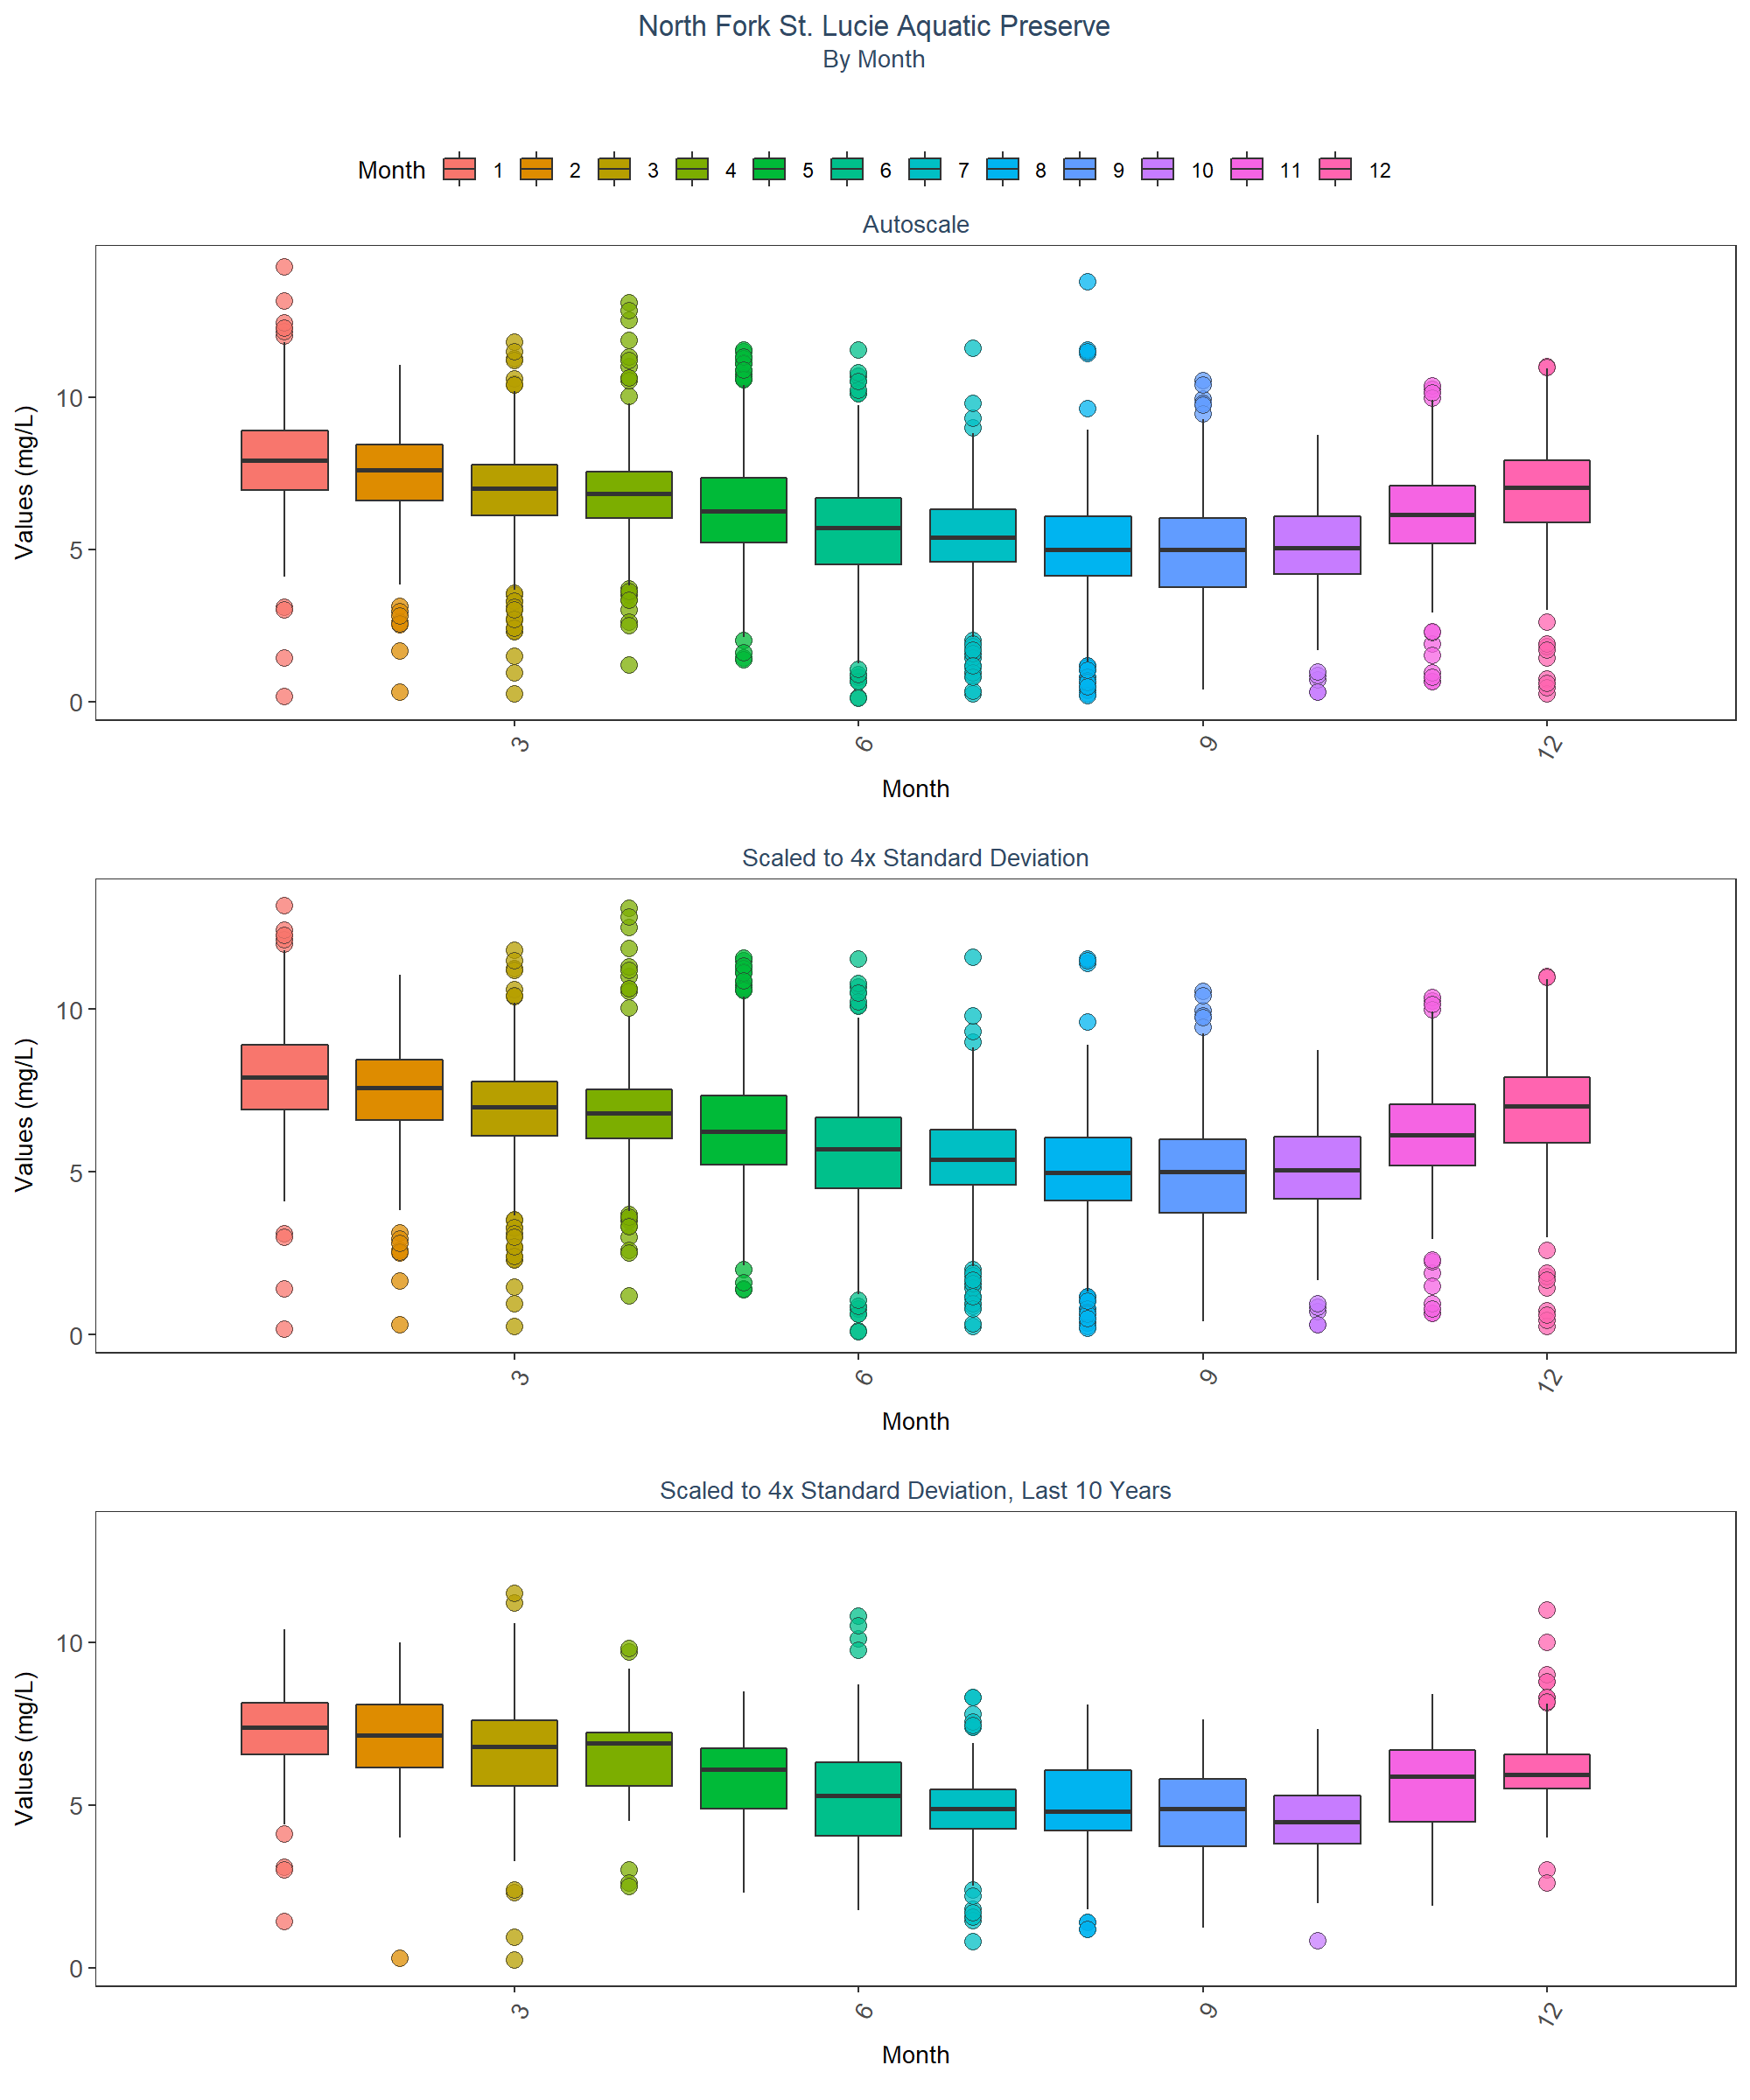 North Fork St. Lucie Aquatic Preserve
By Month
Month 1 2 3 4 5 6 7 8 9 10 11 12
Autoscale
Values (mg/L)
10
5
0
3 6 9 12
Month
Scaled to 4x Standard Deviation
Values (mg/L)
10
5
0
3 6 9 12
Month
Scaled to 4x Standard Deviation, Last 10 Years
Values (mg/L)
10
5
0
3 6 9 12
Month